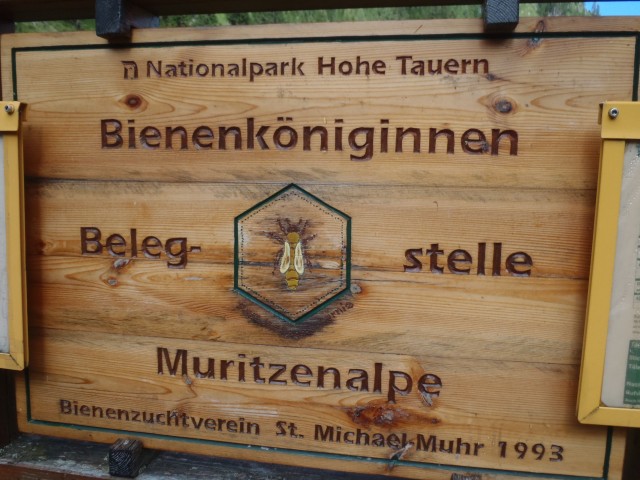 Nationalpark Hohe Tauern
Bienenköniginnen
Beleg- stelle
Muritzenalpe
Bienenzuchtverein St. Michael-Muhr 1993